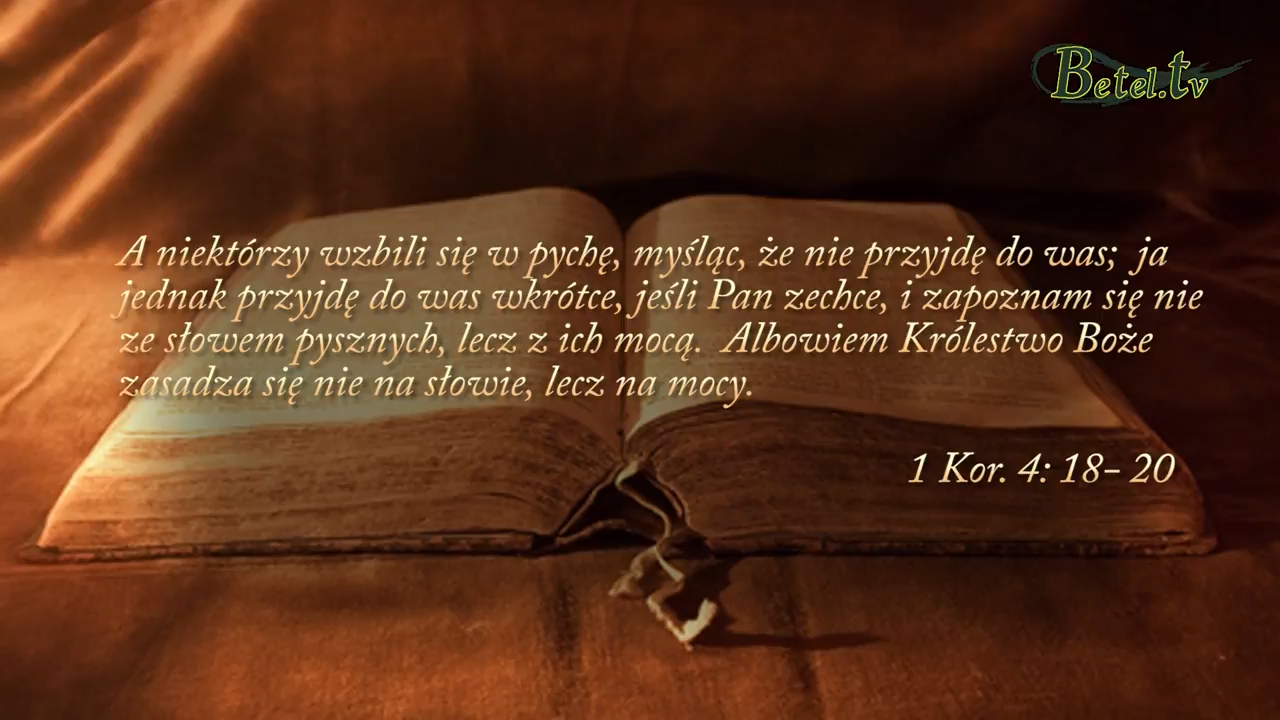 Betel.tv
A niektórzy wzbili się w pychę, myśląc, że nie przyjdę do was; ja
jednak przyjdę do was wkrótce, jeśli Pan zechce, i zapoznam się nie
ze słowem pysznych, lecz z ich mocą. Albowiem Królestwo Boże
zasadza się nie na słowie, lecz na mocy.
1 Kor. 4: 18– 20